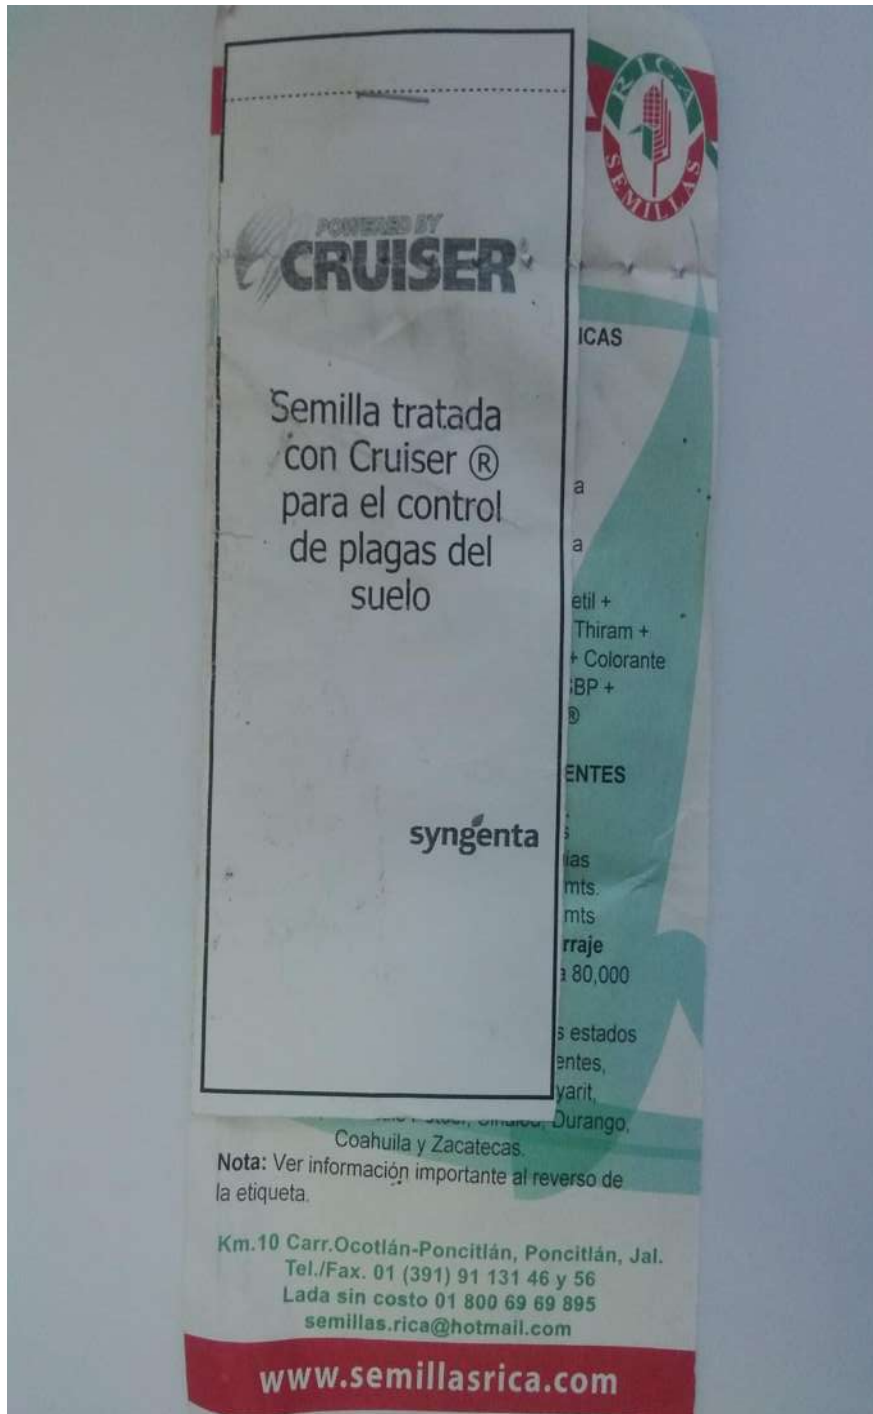 RICA
SEMILLAS
POWERED BY
CRUISER®
Semilla tratada
con Cruiser ®
para el control
de plagas del
suelo
syngenta
ICAS
a
a
etil +
Thiram +
+ Colorante
BP +
®
ENTES
s
ías
mts.
mts
rraje
a 80,000
s estados
entes,
yarit,
Durango,
Coahuila y Zacatecas.
Nota: Ver información importante al reverso de
la etiqueta.
Km.10 Carr.Ocotlán-Poncitlán, Poncitlán, Jal.
Tel./Fax. 01 (391) 91 131 46 y 56
Lada sin costo 01 800 69 69 895
semillas.rica@hotmail.com
www.semillasrica.com